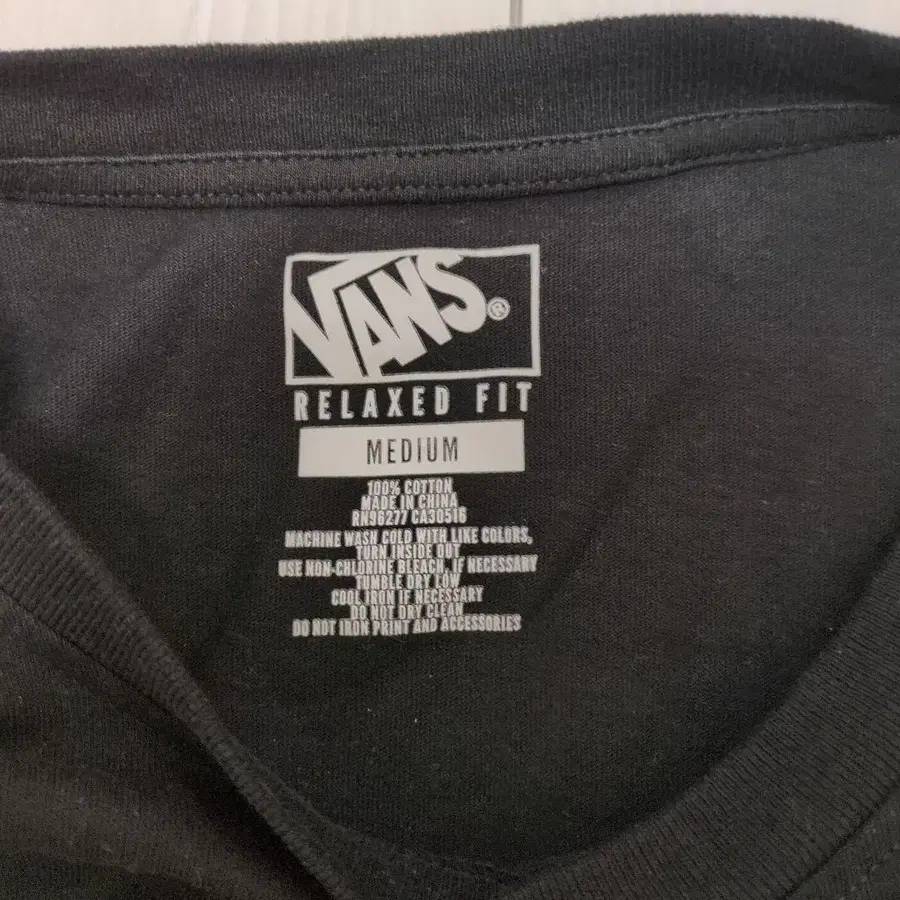 VANS®
RELAXED FIT
MEDIUM
100% COTTON
MADE IN CHINA
RN96277 CA30516
MACHINE WASH COLD WITH LIKE COLORS,
TURN INSIDE OUT
USE NON-CHLORINE BLEACH, IF NECESSARY
TUMBLE DRY LOW
COOL IRON IF NECESSARY
DO NOT DRY CLEAN
DO NOT IRON PRINT AND ACCESSORIES